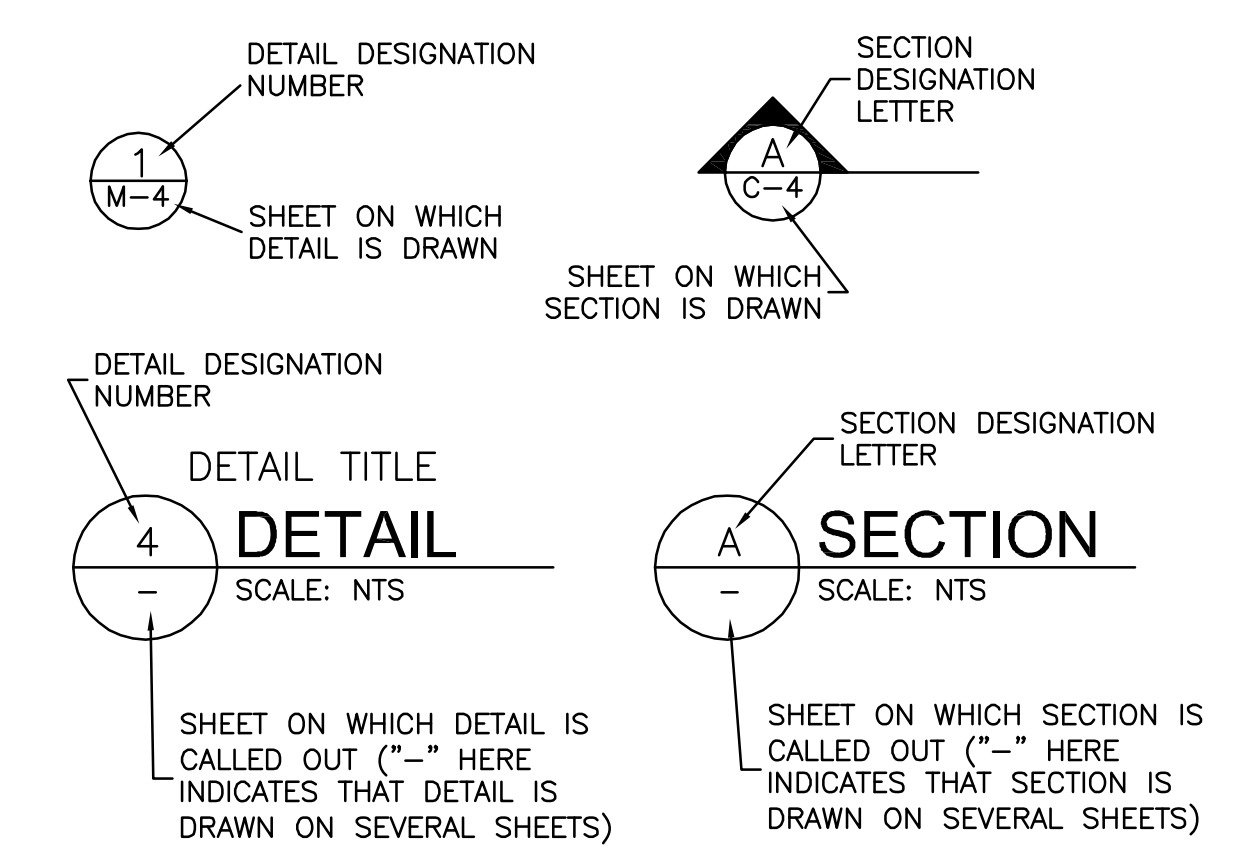 DETAIL DESIGNATION
NUMBER
1
M-4
SHEET ON WHICH
DETAIL IS DRAWN
SECTION
DESIGNATION
LETTER
A
C-4
SHEET ON WHICH
SECTION IS DRAWN
DETAIL DESIGNATION
NUMBER
DETAIL TITLE
4
DETAIL
-
SCALE: NTS
SHEET ON WHICH DETAIL IS
CALLED OUT ("-" HERE
INDICATES THAT DETAIL IS
DRAWN ON SEVERAL SHEETS)
SECTION DESIGNATION
LETTER
A
SECTION
-
SCALE: NTS
SHEET ON WHICH SECTION IS
CALLED OUT ("-" HERE
INDICATES THAT SECTION IS
DRAWN ON SEVERAL SHEETS)